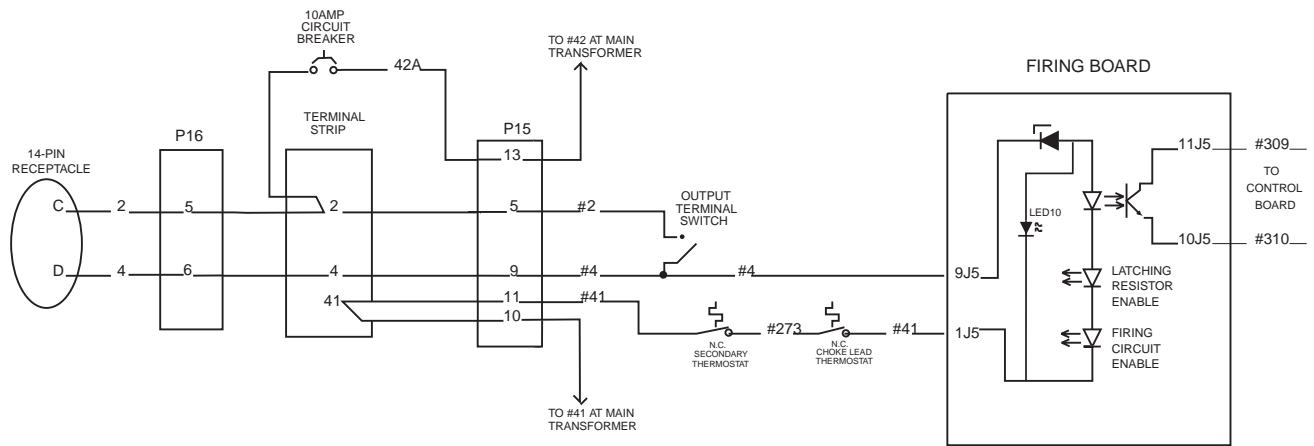 10AMP
CIRCUIT
BREAKER
42A
TO #42 AT MAIN
TRANSFORMER
FIRING BOARD
TERMINAL
STRIP
P16
P15
14-PIN
RECEPTACLE
13
11J5
#309
C
2
5
2
5
#2
OUTPUT
TERMINAL
SWITCH
LED10
TO
CONTROL
BOARD
10J5
#310
D
4
6
4
9
#4
#4
9J5
LATCHING
RESISTOR
ENABLE
41
11
#41
10
#273
#41
1J5
FIRING
CIRCUIT
ENABLE
N.C.
SECONDARY
THERMOSTAT
N.C.
CHOKE LEAD
THERMOSTAT
TO #41 AT MAIN
TRANSFORMER